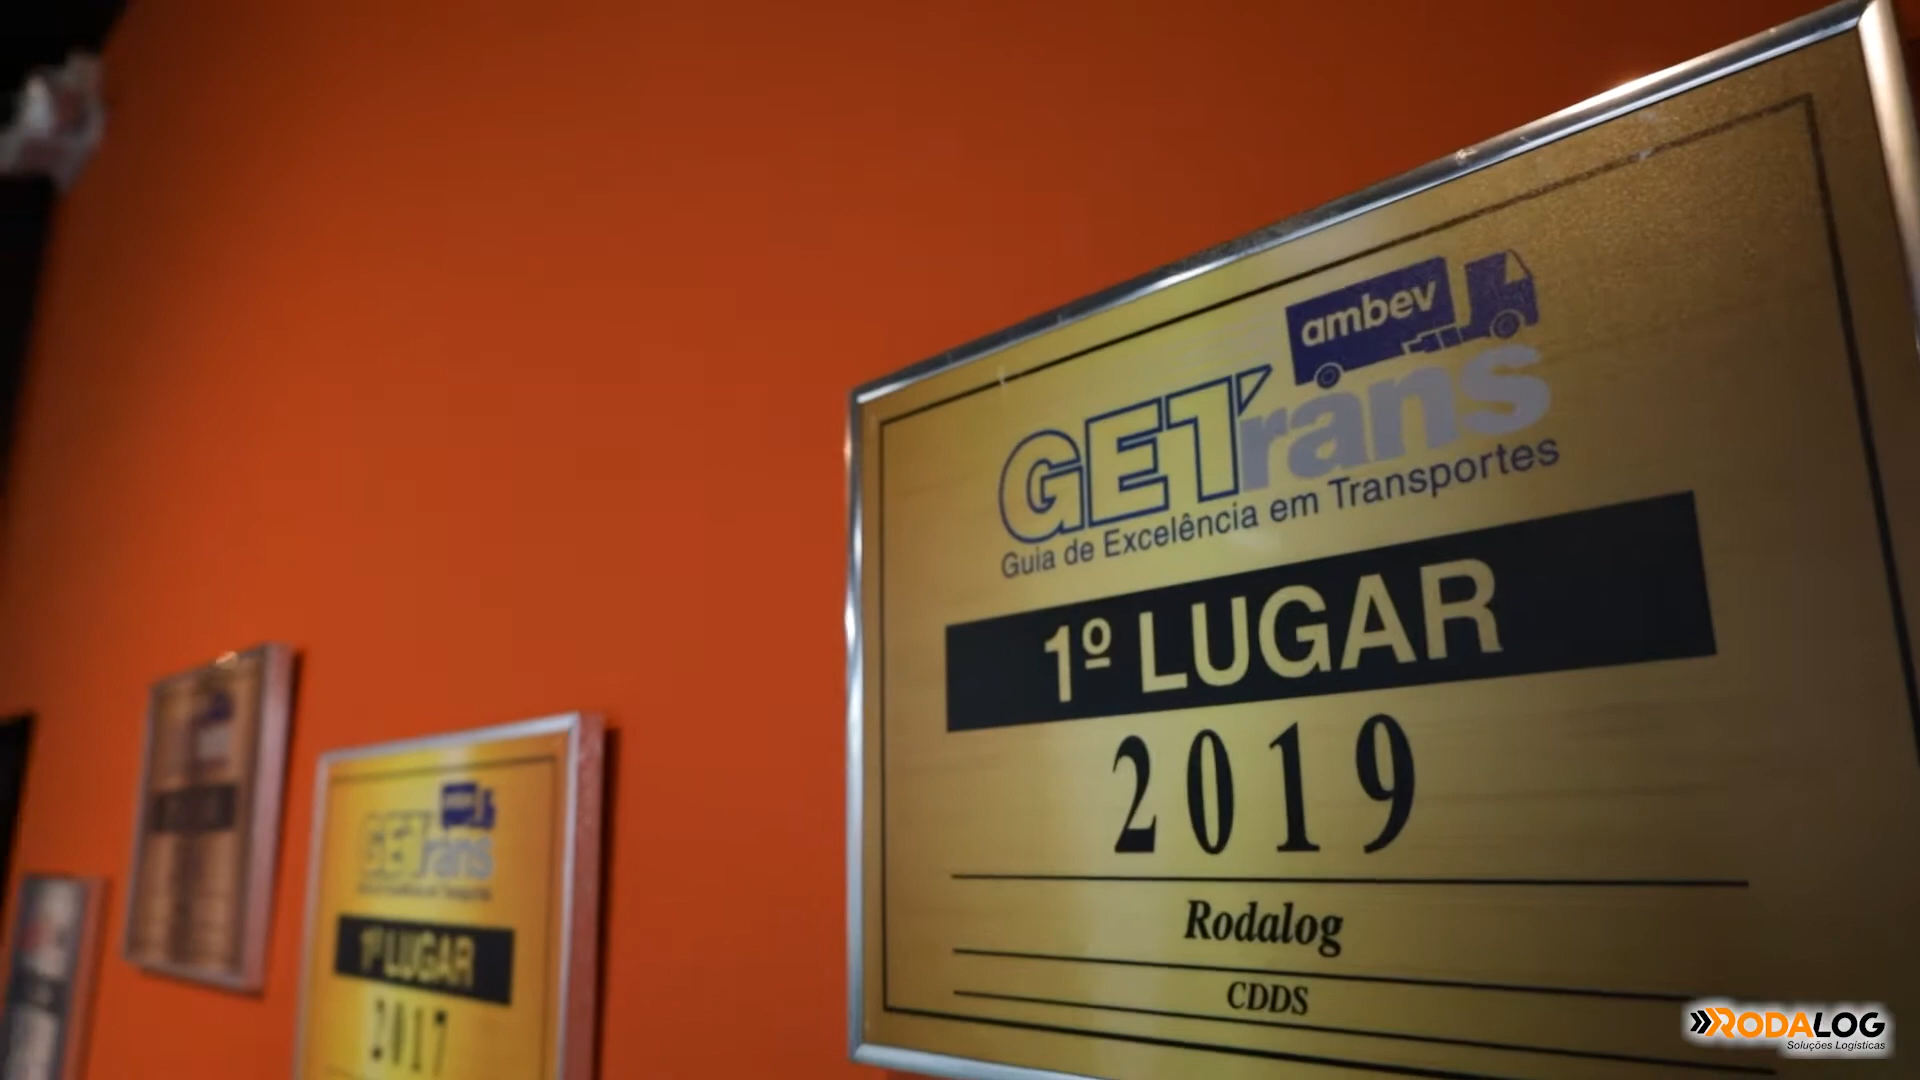 ambev
GETrans
Guia de Excelência em Transportes
1º LUGAR
2019
Rodalog
CDDS
GETrans
1º LUGAR
2017
RODALOG
Soluções Logísticas